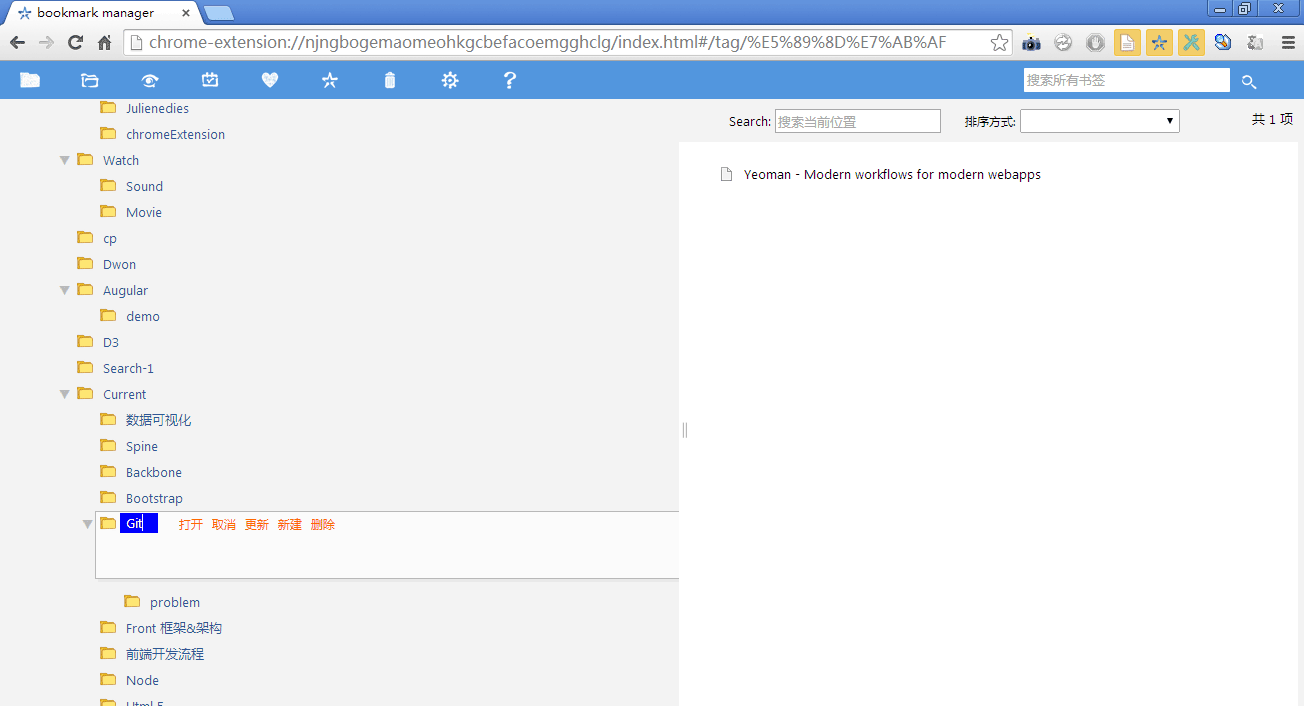 bookmark manager
chrome-extension://njngbogemaomeohkgcbefacoemgghclg/index.html#/tag/%E5%89%8D%E7%AB%AF
搜索所有书签
Julienedies
chromeExtension
Watch
Sound
Movie
cp
Dwon
Augular
demo
D3
Search-1
Current
数据可视化
Spine
Backbone
Bootstrap
Git 打开 取消 更新 新建 删除
problem
Front 框架&架构
前端开发流程
Node
Html 5
Search: 搜索当前位置 排序方式: 共 1 项
Yeoman - Modern workflows for modern webapps